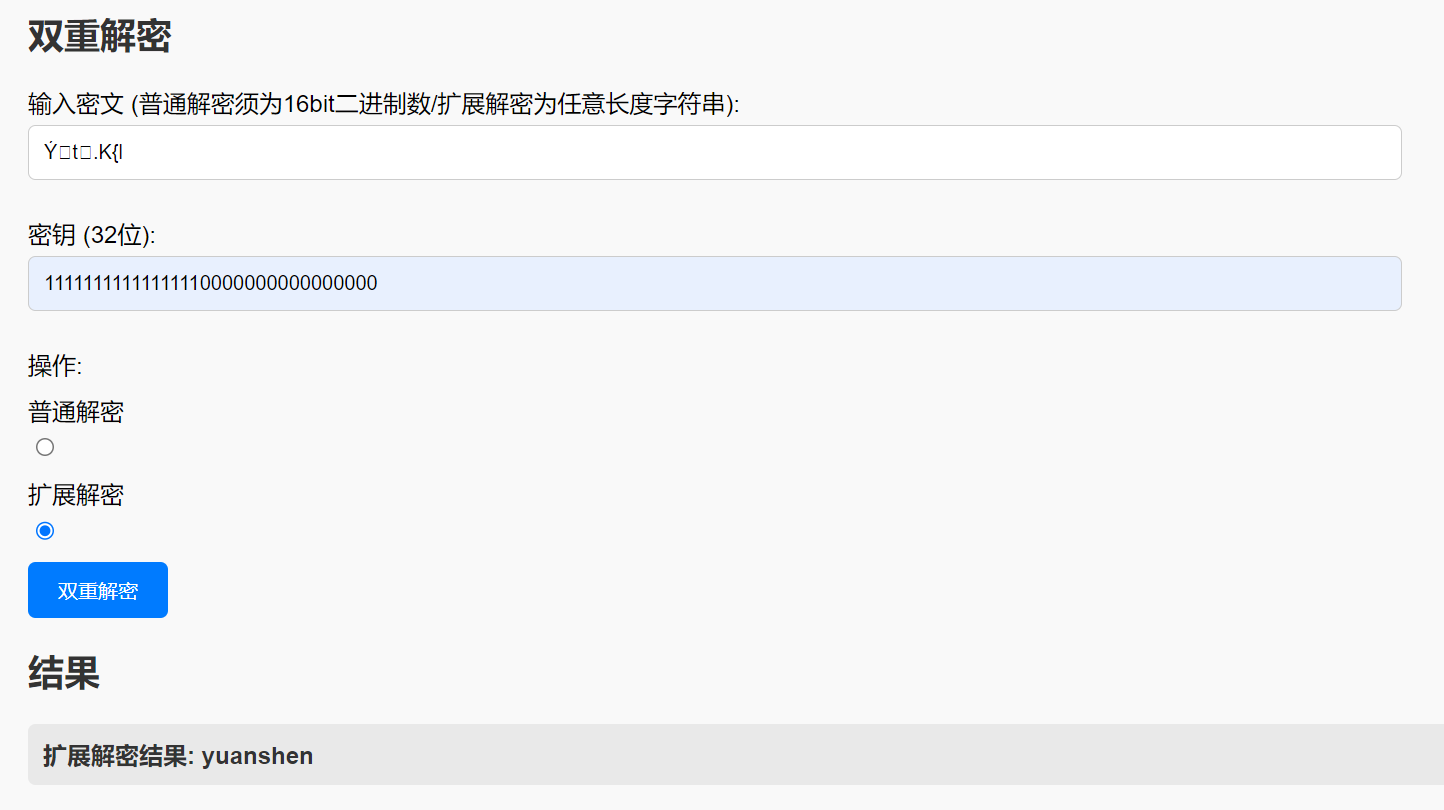 双重解密
输入密文 (普通解密须为16bit二进制数/扩展解密为任意长度字符串):
Ý□t□.K{l
密钥 (32位):
11111111111111110000000000000000
操作:
普通解密
扩展解密
双重解密
结果
扩展解密结果: yuanshen